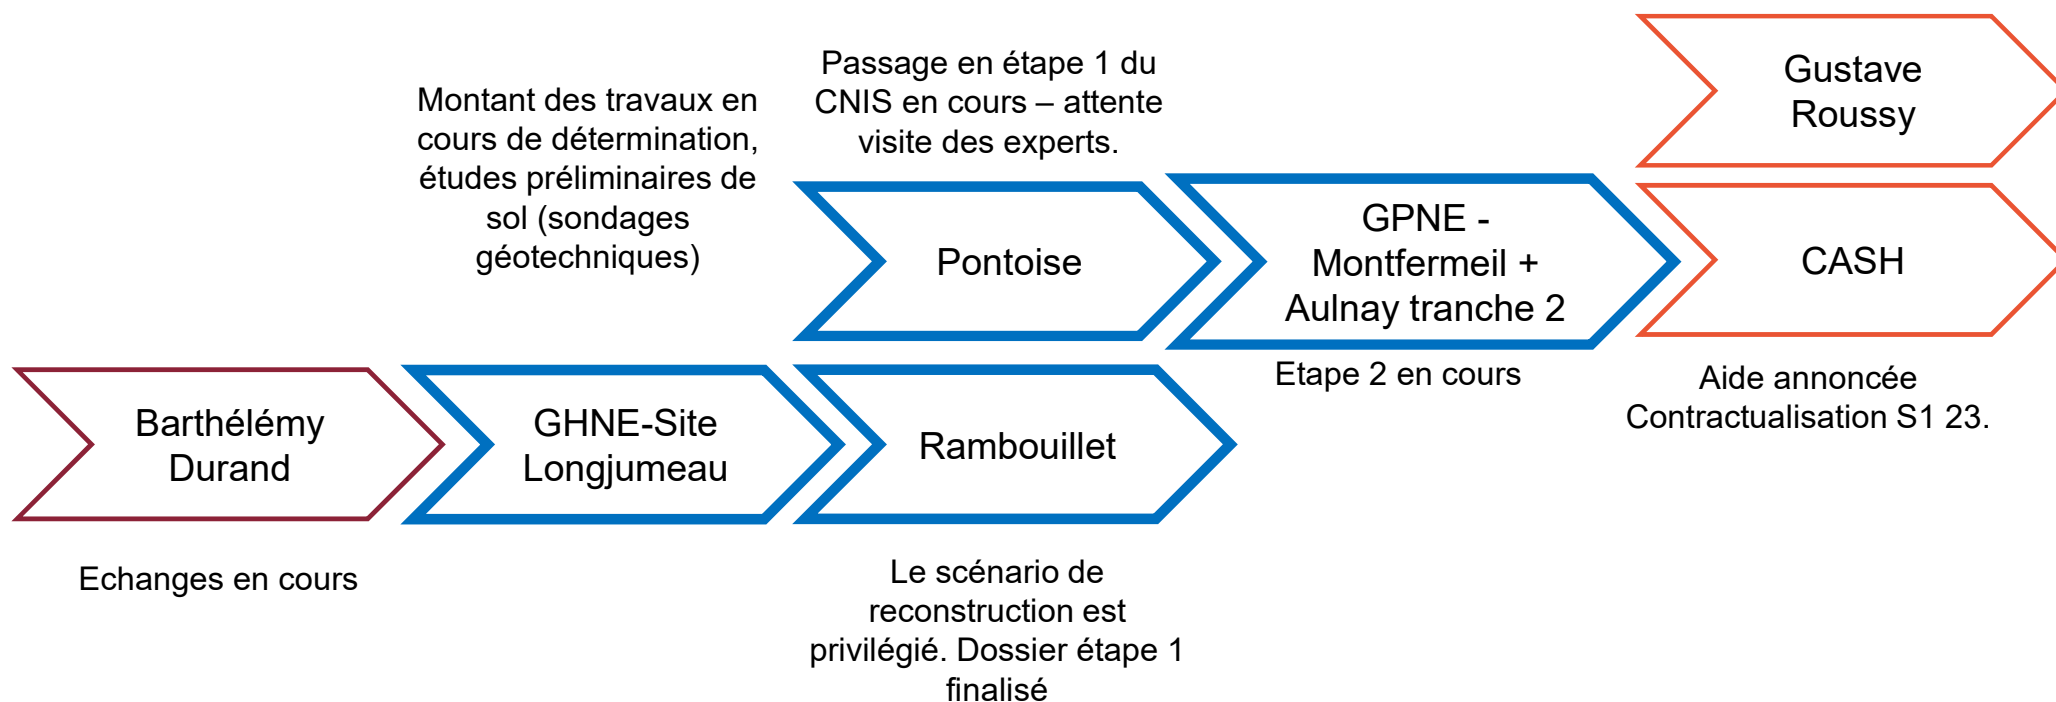 Montant des travaux en
cours de détermination,
études préliminaires de
sol (sondages
géotechniques)
Passage en étape 1 du
CNIS en cours – attente
visite des experts.
Gustave
Roussy
Pontoise
GPNE -
Montfermeil +
Aulnay tranche 2
CASH
Etape 2 en cours
Aide annoncée
Contractualisation S1 23.
Barthélémy
Durand
GHNE-Site
Longjumeau
Rambouillet
Echanges en cours
Le scénario de
reconstruction est
privilégié. Dossier étape 1
finalisé